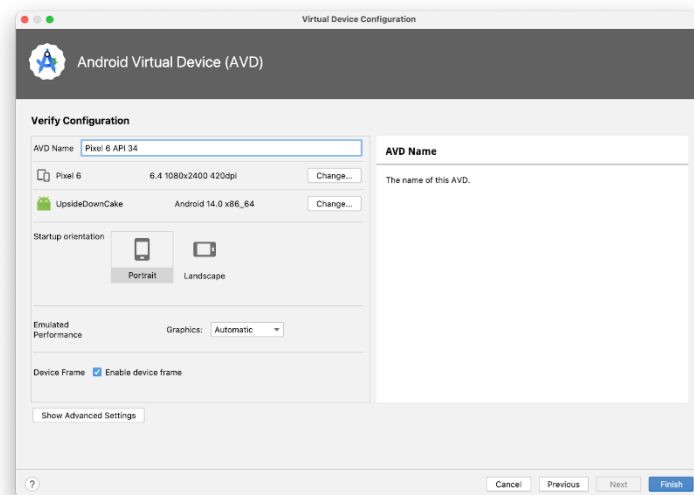 Virtual Device Configuration
Android Virtual Device (AVD)
Verify Configuration
AVD Name Pixel 6 API 34
Pixel 6 6.4 1080x2400 420dpi Change...
UpsideDownCake Android 14.0 x86_64 Change...
Startup orientation
Portrait Landscape
Emulated
Performance
Graphics: Automatic
Device Frame Enable device frame
Show Advanced Settings
AVD Name
The name of this AVD.
? Cancel Previous Next Finish